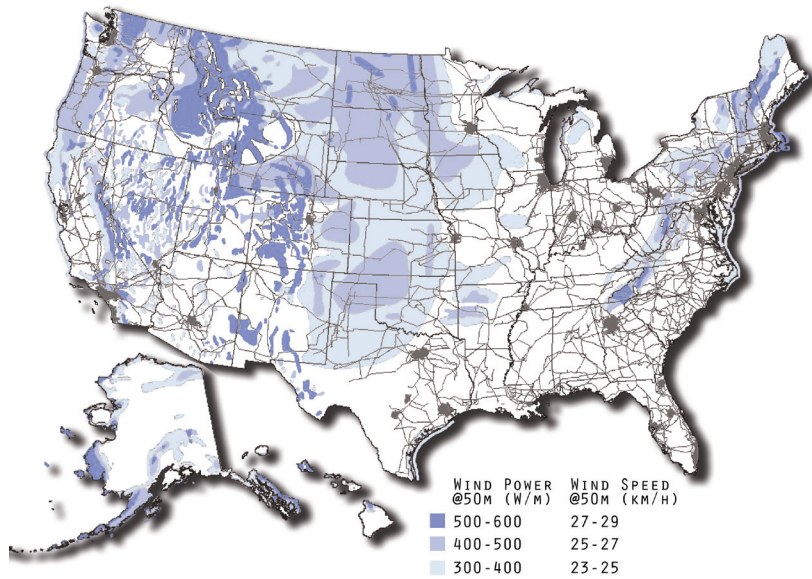 WIND POWER WIND SPEED
@50M (W/M) @50M (KM/H)
500-600 27-29
400-500 25-27
300-400 23-25